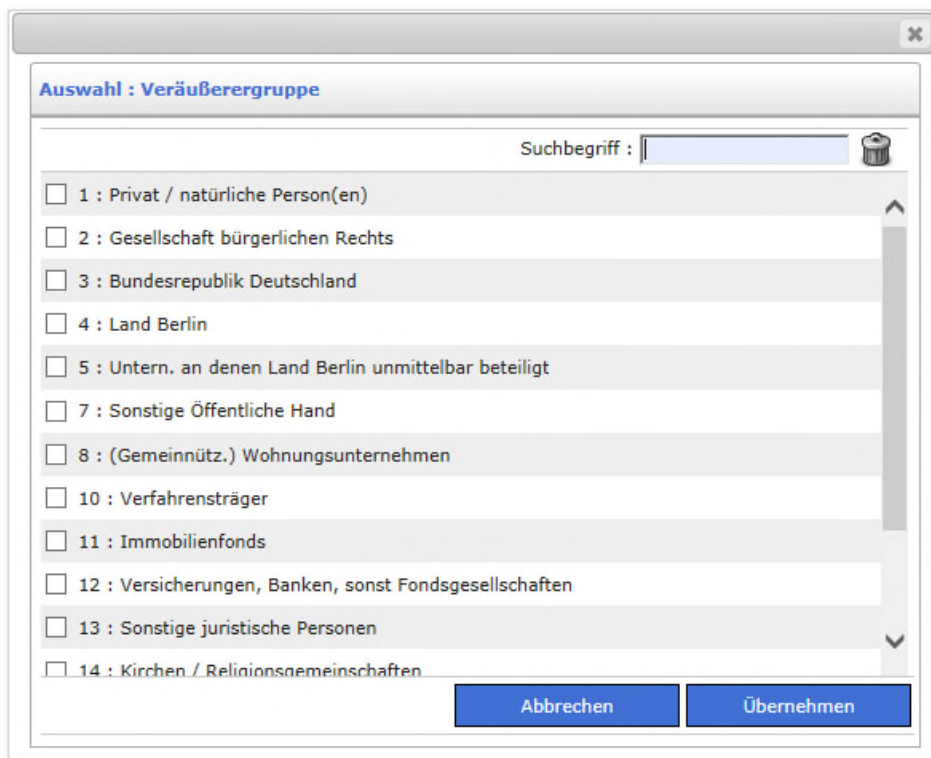 Auswahl : Veräußerergruppe
Suchbegriff :
1 : Privat / natürliche Person(en)
2 : Gesellschaft bürgerlichen Rechts
3 : Bundesrepublik Deutschland
4 : Land Berlin
5 : Untern. an denen Land Berlin unmittelbar beteiligt
7 : Sonstige Öffentliche Hand
8 : (Gemeinnütz.) Wohnungsunternehmen
10 : Verfahrensträger
11 : Immobilienfonds
12 : Versicherungen, Banken, sonst Fondsgesellschaften
13 : Sonstige juristische Personen
14 : Kirchen / Religionsgemeinschaften
Abbrechen Übernehmen